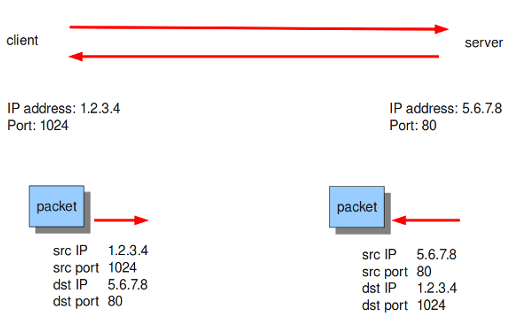 client
server
IP address: 1.2.3.4
Port: 1024
IP address: 5.6.7.8
Port: 80
packet
src IP 1.2.3.4
src port 1024
dst IP 5.6.7.8
dst port 80
packet
src IP 5.6.7.8
src port 80
dst IP 1.2.3.4
dst port 1024